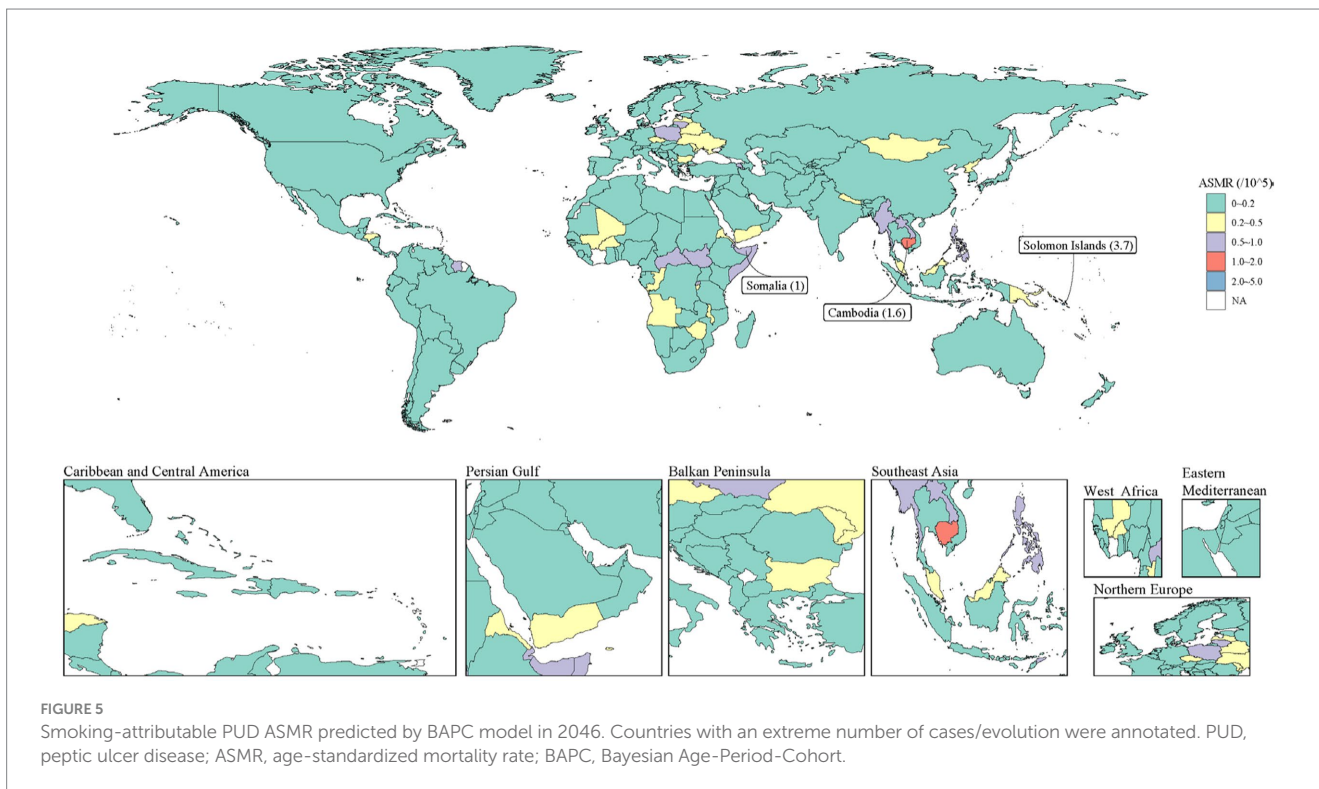 ASMR (/10^5)
0~0.2
0.2~0.5
0.5~1.0
1.0~2.0
2.0~5.0
NA
Solomon Islands (3.7)
Somalia (1)
Cambodia (1.6)
Caribbean and Central America
Persian Gulf
Balkan Peninsula
Southeast Asia
West Africa
Eastern
Mediterranean
Northern Europe
FIGURE 5
Smoking-attributable PUD ASMR predicted by BAPC model in 2046. Countries with an extreme number of cases/evolution were annotated. PUD,
peptic ulcer disease; ASMR, age-standardized mortality rate; BAPC, Bayesian Age-Period-Cohort.